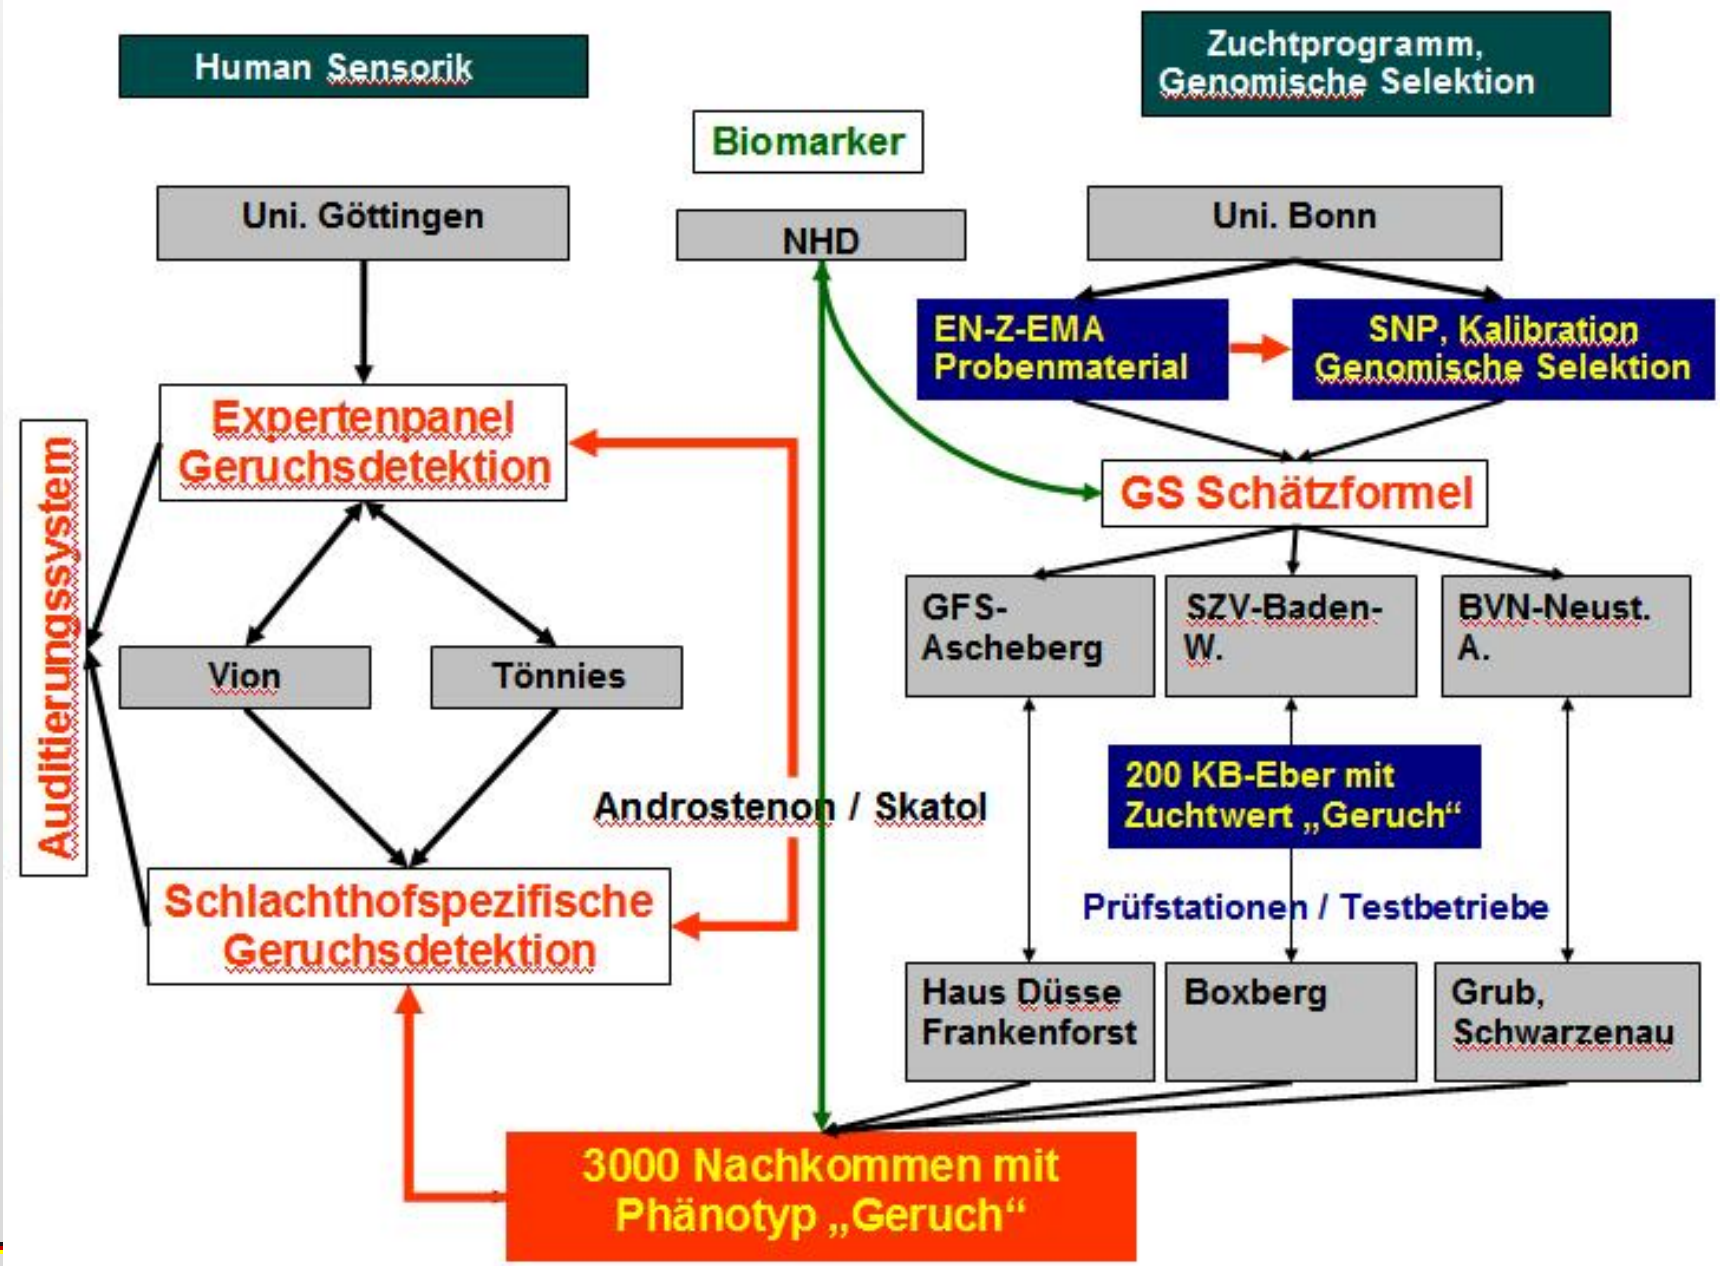 Human Sensorik
Zuchtprogramm,
Genomische Selektion
Biomarker
Uni. Göttingen
NHD
Uni. Bonn
EN-Z-EMA
Probenmaterial
SNP, Kalibration
Genomische Selektion
Expertenpanel
Geruchsdetektion
GS Schätzformel
Auditierungssystem
Vion
Tönnies
GFS-
Ascheberg
SZV-Baden-
W.
BVN-Neust.
A.
200 KB-Eber mit
Zuchtwert „Geruch“
Androstenon / Skatol
Schlachthofspezifische
Geruchsdetektion
Prüfstationen / Testbetriebe
Haus Düsse
Frankenforst
Boxberg
Grub,
Schwarzenau
3000 Nachkommen mit
Phänotyp „Geruch“